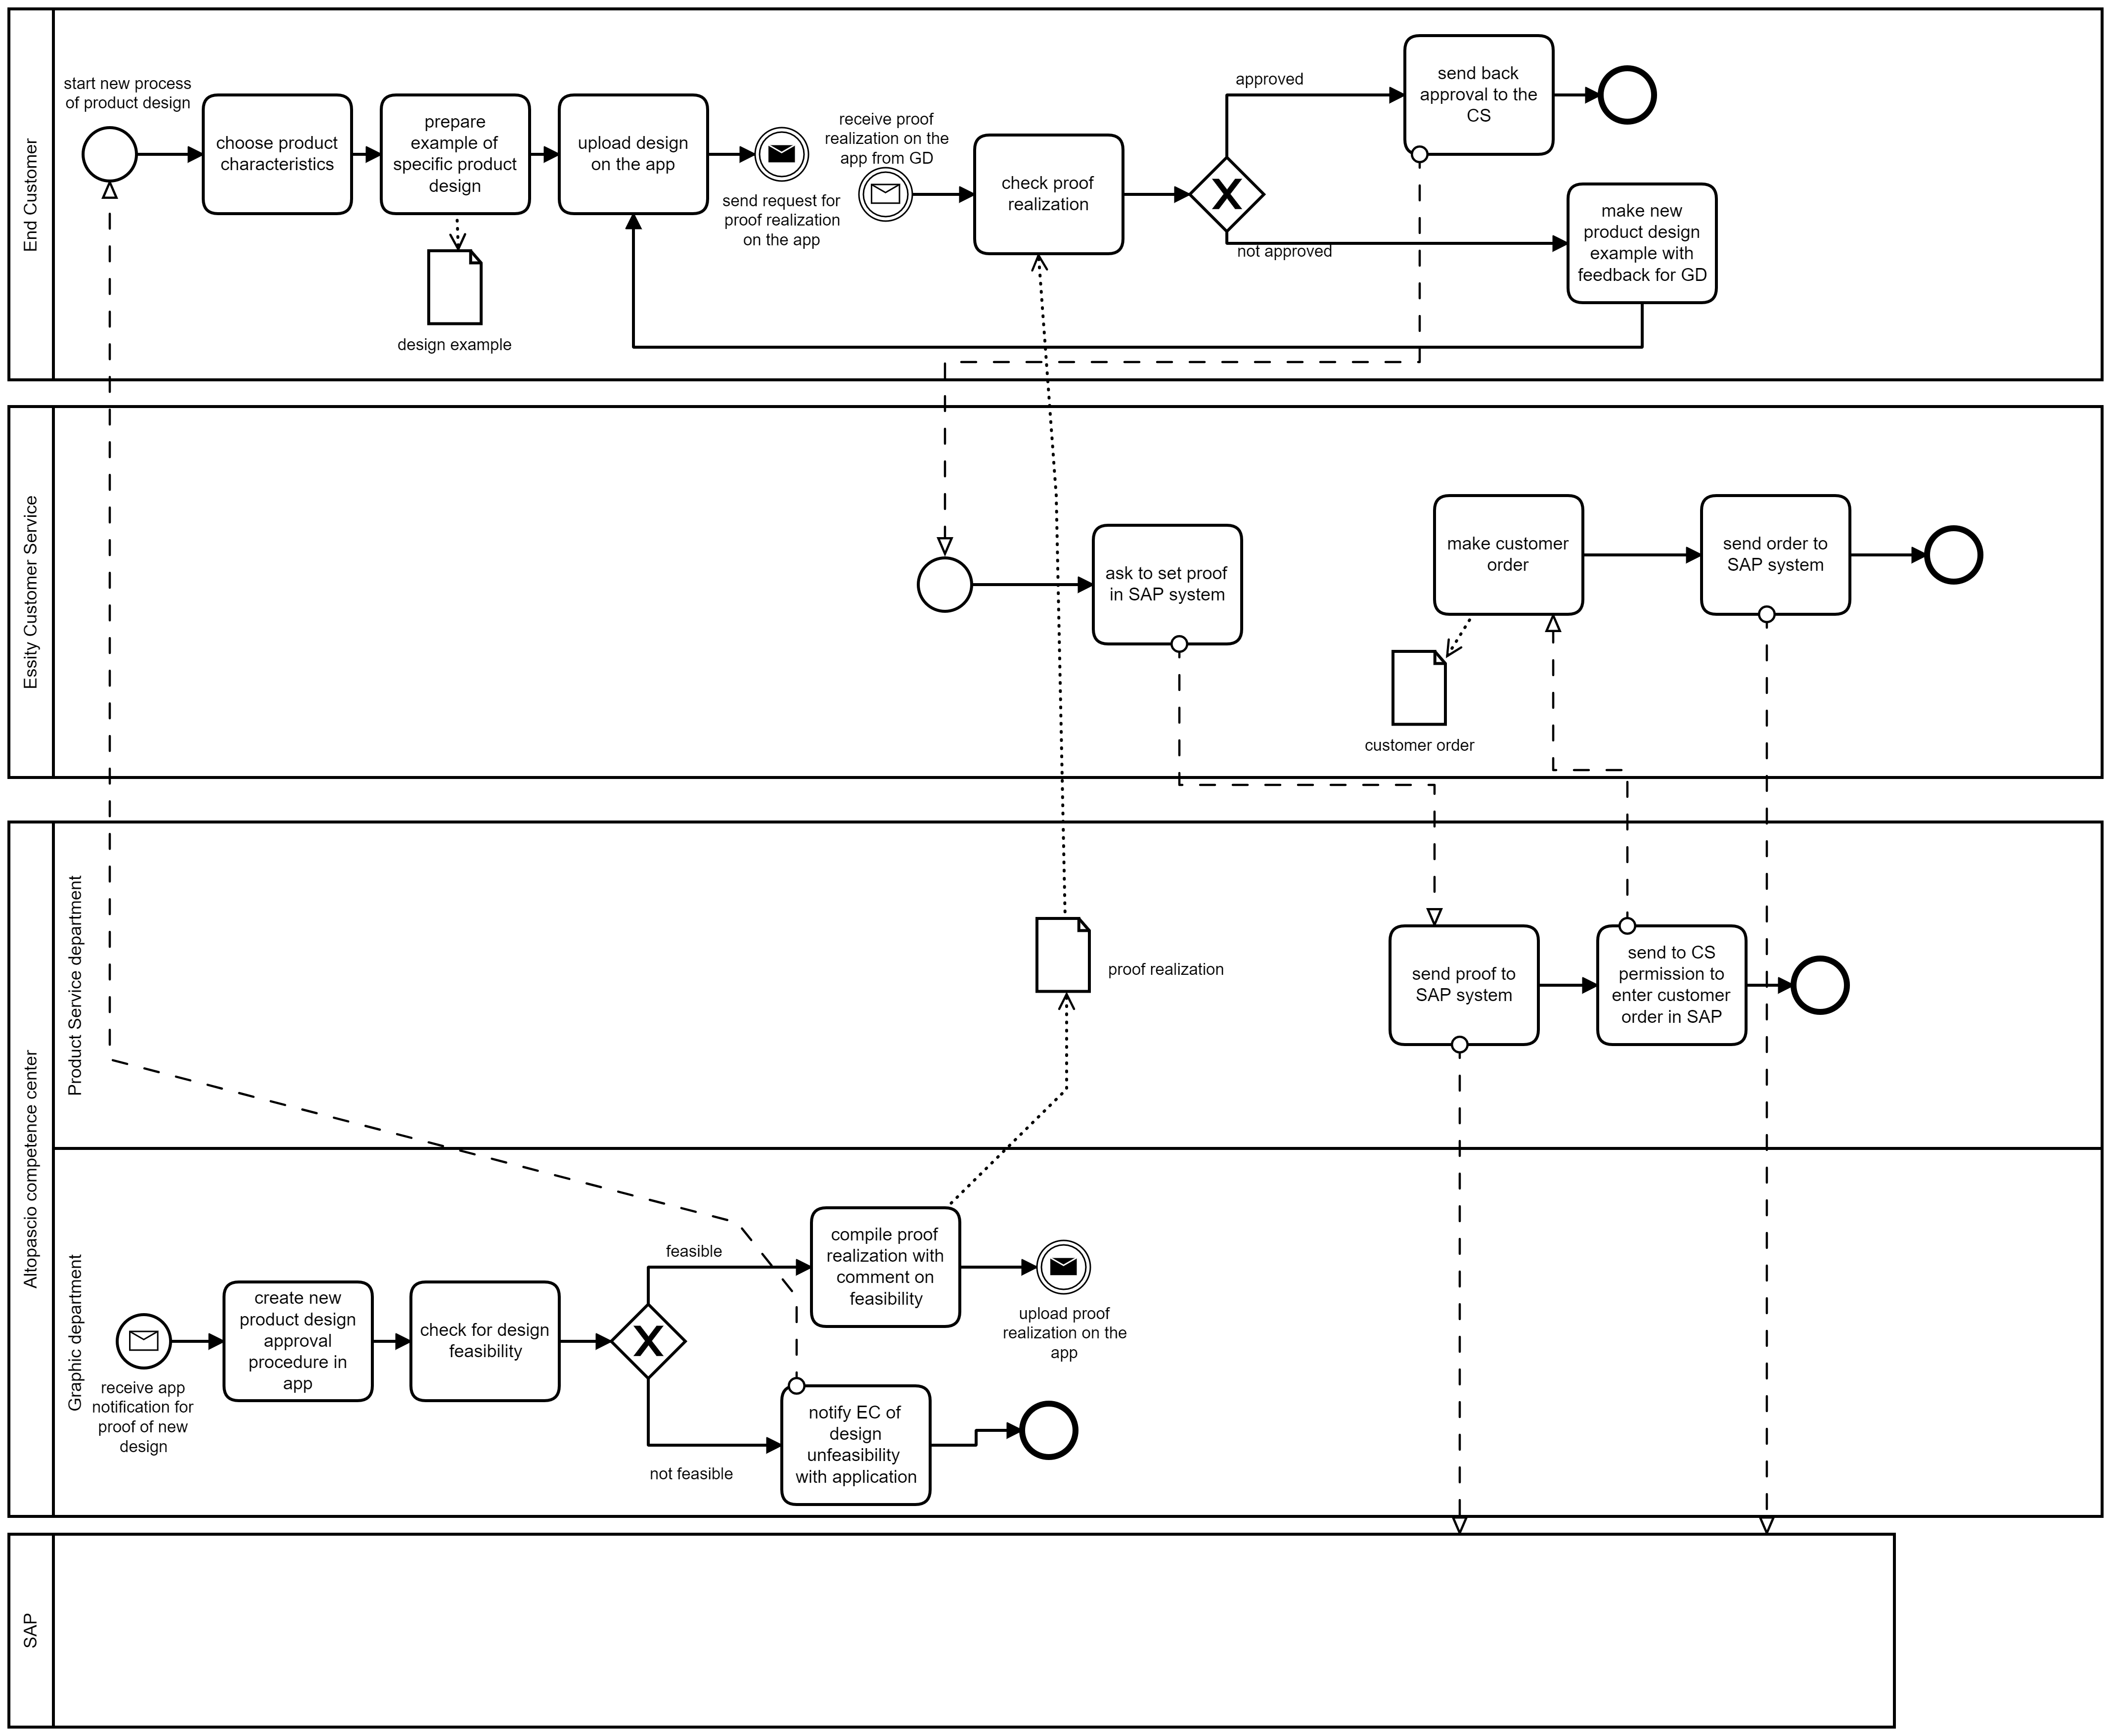 End Customer
start new process
of product design
choose product
characteristics
prepare
example of
specific product
design
design example
upload design
on the app
send request for
proof realization
on the app
receive proof
realization on the
app from GD
check proof
realization
approved
not approved
send back
approval to the
CS
make new
product design
example with
feedback for GD
Essity Customer Service
ask to set proof
in SAP system
make customer
order
customer order
send order to
SAP system
Altopascio competence center
Product Service department
proof realization
send proof to
SAP system
send to CS
permission to
enter customer
order in SAP
Graphic department
receive app
notification for
proof of new
design
create new
product design
approval
procedure in
app
check for design
feasibility
feasible
not feasible
compile proof
realization with
comment on
feasibility
upload proof
realization on the
app
notify EC of
design
unfeasibility
with application
SAP